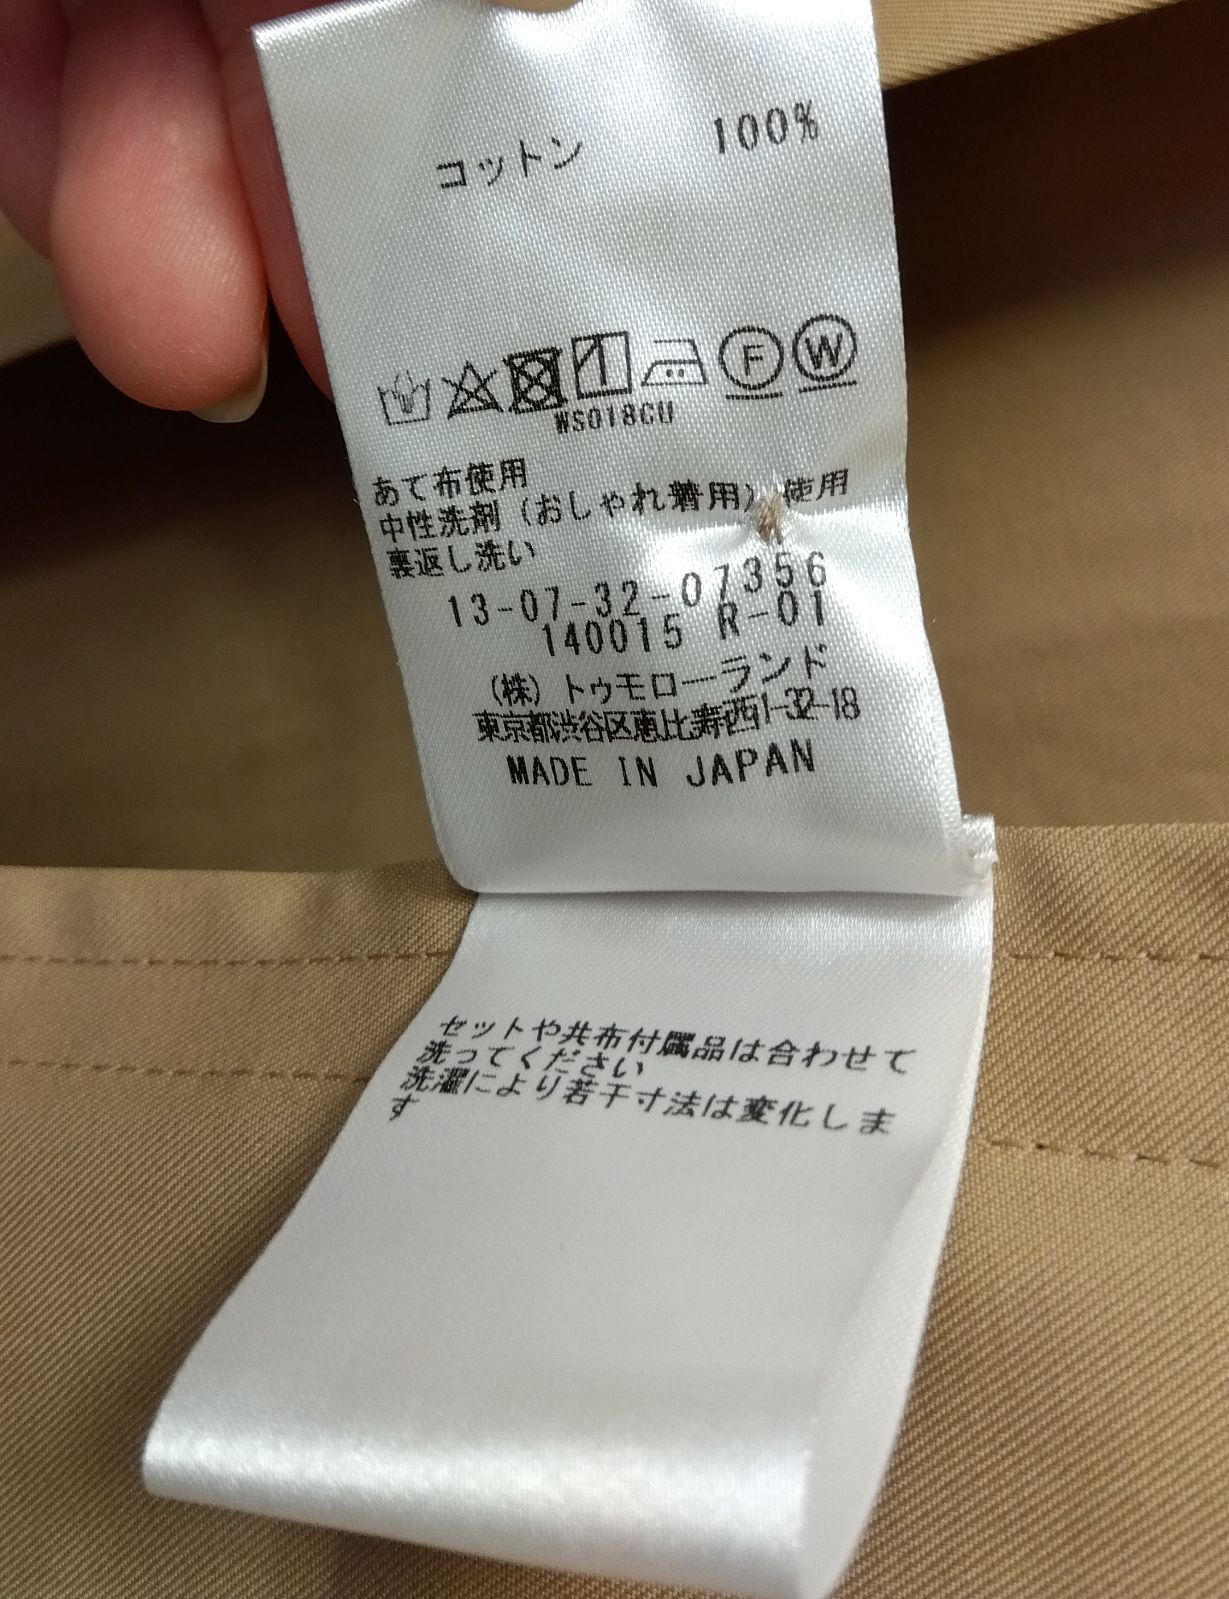 コットン 100%
F W
WS018CU
あて布使用
中性洗剤（おしゃれ着用）使用
裏返し洗い
13-07-32-07356
140015 R-01
（株）トゥモローランド
東京都渋谷区恵比寿西1-32-18
MADE IN JAPAN
セットや共布付属品は合わせて
洗ってください
洗濯により若干寸法は変化しま
す